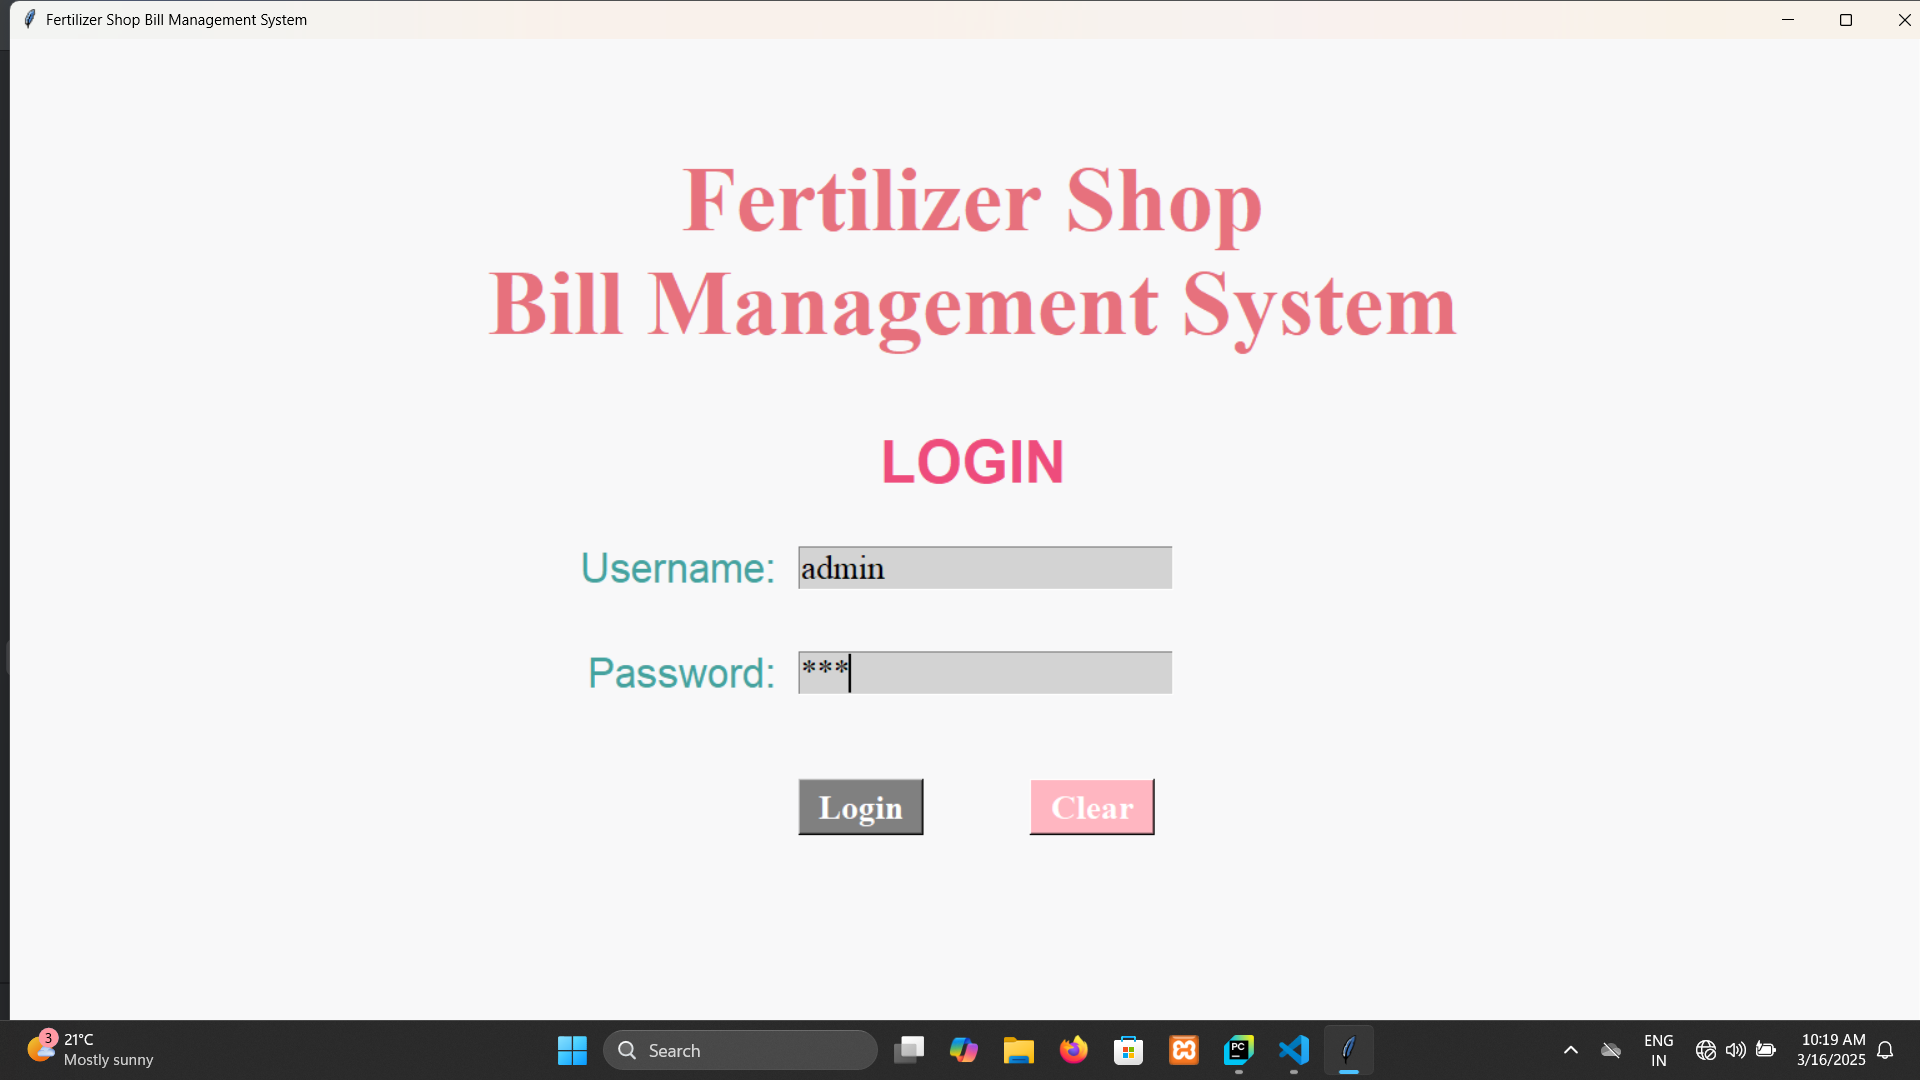 Fertilizer Shop Bill Management System
Fertilizer Shop
Bill Management System
LOGIN
Username: admin
Password: ***
Login Clear
3 21°C
Mostly sunny
Search
PC
ENG
IN
10:19 AM
3/16/2025